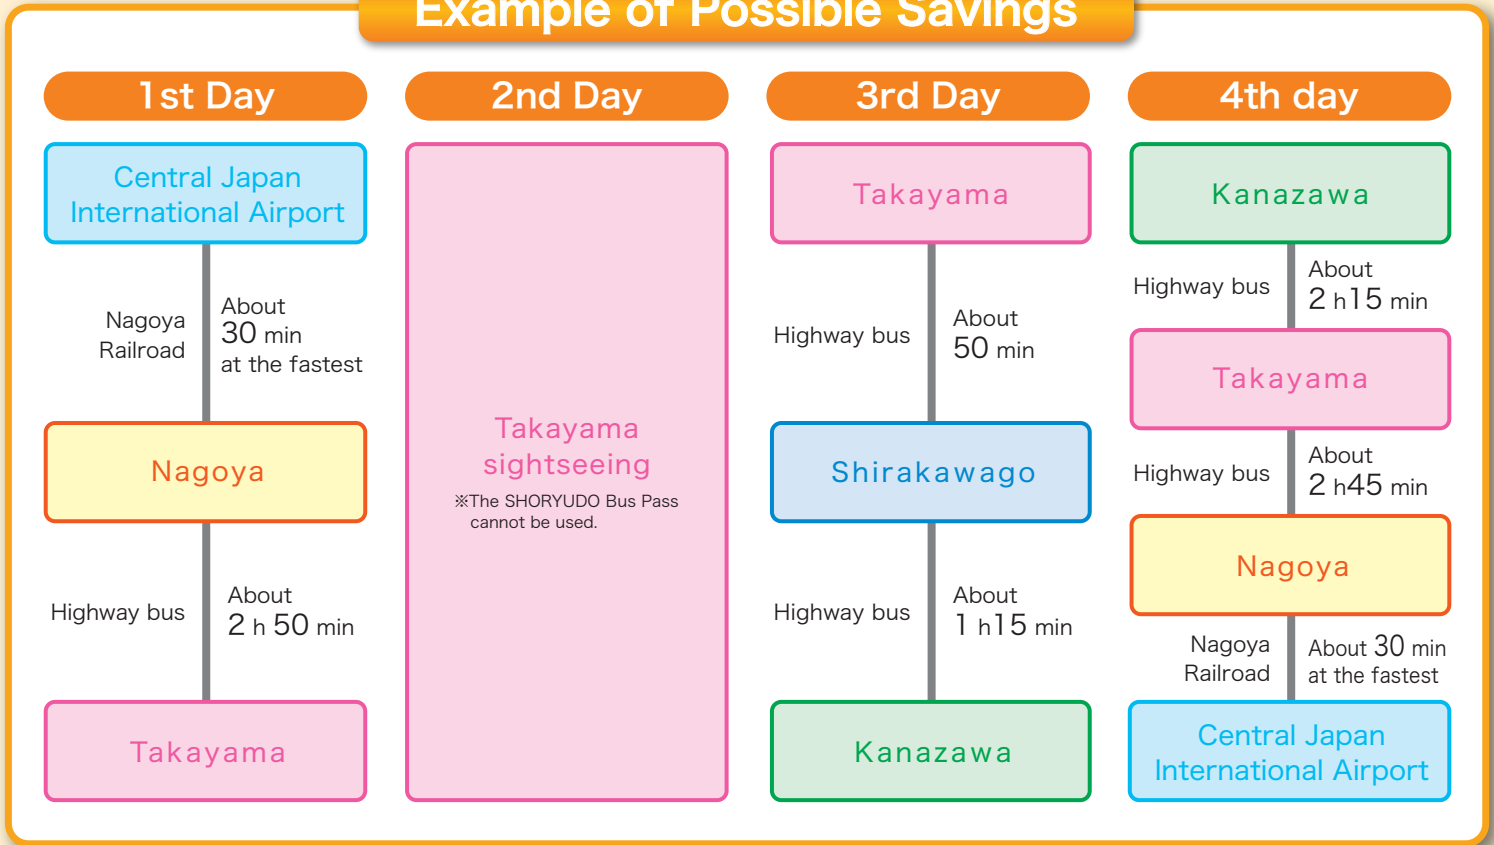 Example of Possible Savings
1st Day
Central Japan
International Airport
Nagoya
Railroad
About
30 min
at the fastest
Nagoya
Highway bus
About
2 h 50 min
Takayama
2nd Day
Takayama
sightseeing
※The SHORYUDO Bus Pass
cannot be used.
3rd Day
Takayama
Highway bus
About
50 min
Shirakawago
Highway bus
About
1 h15 min
Kanazawa
4th day
Kanazawa
Highway bus
About
2 h15 min
Takayama
Highway bus
About
2 h45 min
Nagoya
Nagoya
Railroad
About 30 min
at the fastest
Central Japan
International Airport